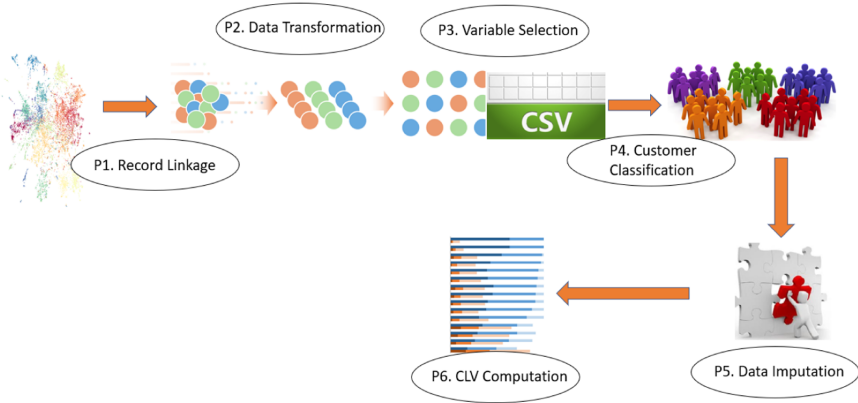 P2. Data Transformation
P3. Variable Selection
CSV
P1. Record Linkage
P4. Customer
Classification
P6. CLV Computation
P5. Data Imputation